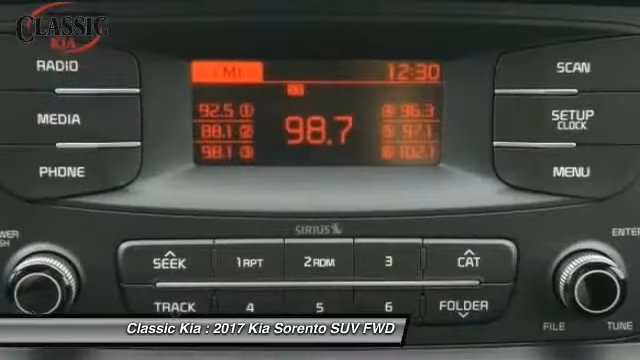 CLASSIC
KIA
RADIO
MEDIA
PHONE
FM1 12:30
92.5 1 4 96.3
88.1 2 98.7 5 97.1
98.1 3 6 102.1
SCAN
SETUP
CLOCK
MENU
SIRIUS
SEEK 1 RPT 2 RDM 3 CAT
TRACK 4 5 6 FOLDER
ENTER
FILE TUNE
Classic Kia : 2017 Kia Sorento SUV FWD